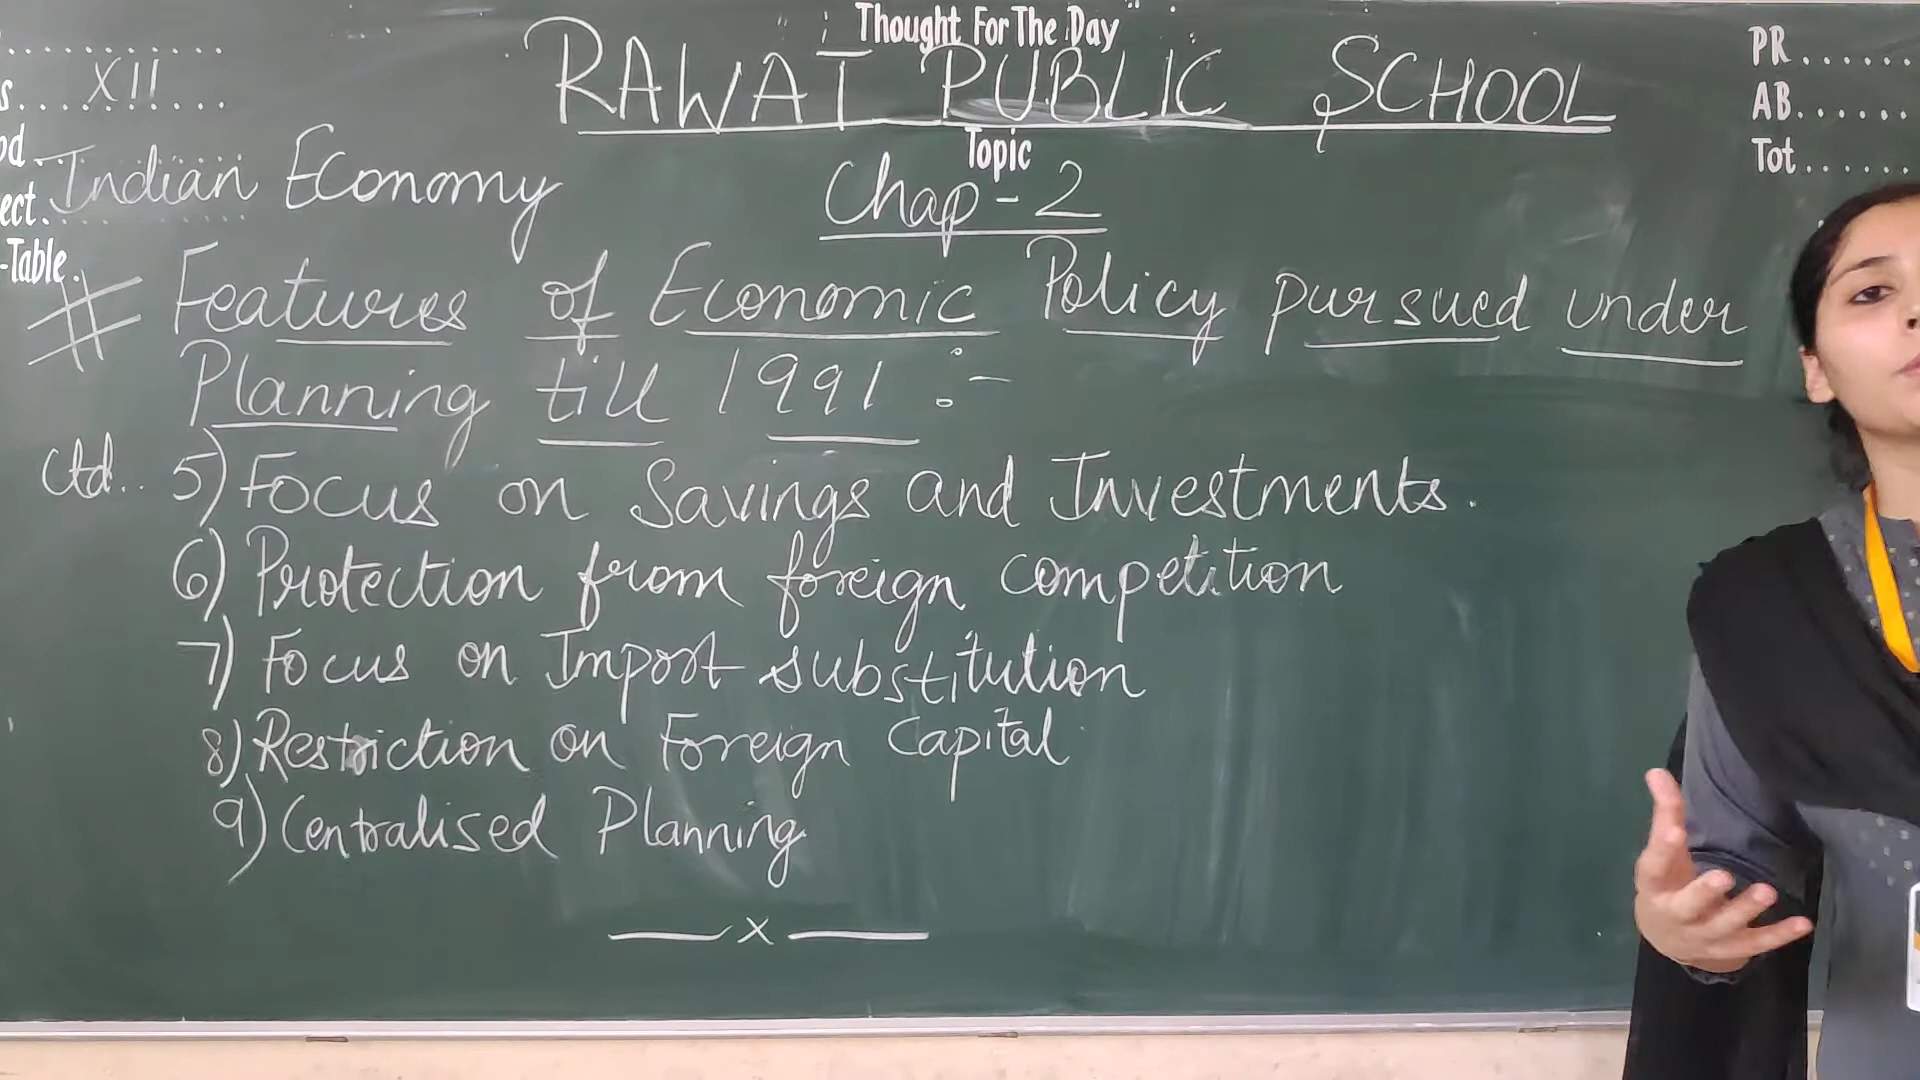 Thought For The Day
RAWAT PUBLIC SCHOOL
s....XII....
PR......
AB......
Tot......
od..
Topic
ect. Indian Economy
Chap-2
-Table.
# Features of Economic Policy pursued under
Planning till 1991 :-
Ctd.. 5) Focus on Savings and Investments.
6) Protection from foreign competition
7) Focus on Import substitution
8) Restriction on Foreign Capital
9) Centralised Planning
—— x ——